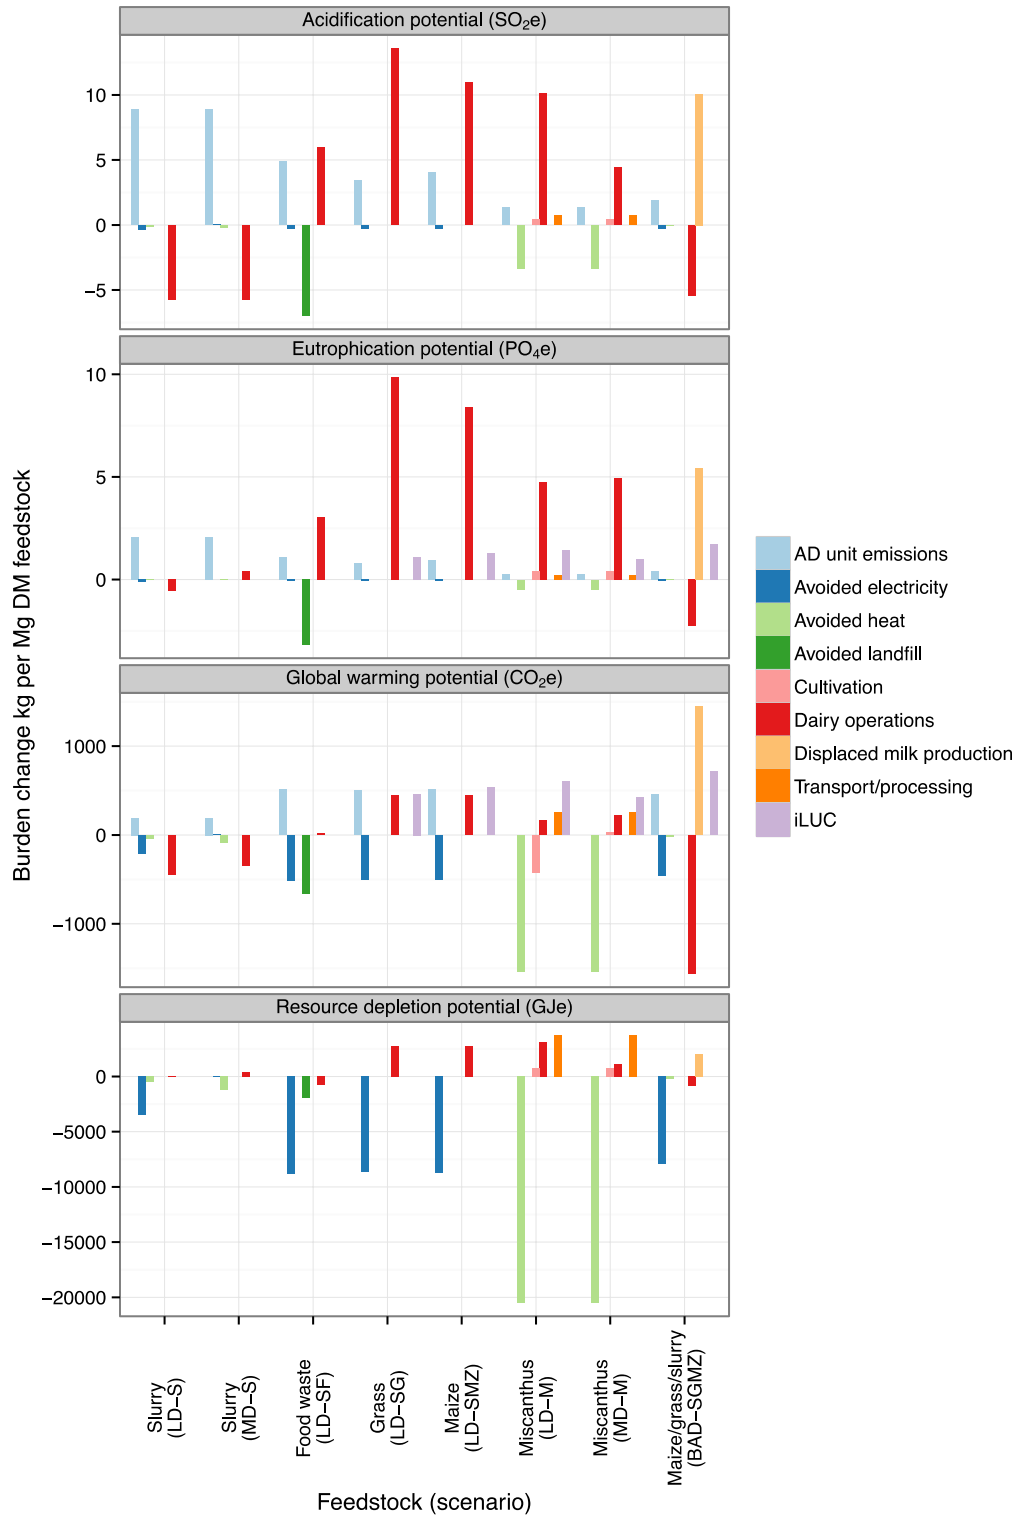 Acidification potential (SO₂e)
10
5
0
−5
Eutrophication potential (PO₄e)
10
5
0
Global warming potential (CO₂e)
1000
0
−1000
Resource depletion potential (GJe)
0
−5000
−10000
−15000
−20000
Burden change kg per Mg DM feedstock
Slurry
(LD−S)
Slurry
(MD−S)
Food waste
(LD−SF)
Grass
(LD−SG)
Maize
(LD−SMZ)
Miscanthus
(LD−M)
Miscanthus
(MD−M)
Maize/grass/slurry
(BAD−SGMZ)
Feedstock (scenario)
AD unit emissions
Avoided electricity
Avoided heat
Avoided landfill
Cultivation
Dairy operations
Displaced milk production
Transport/processing
iLUC